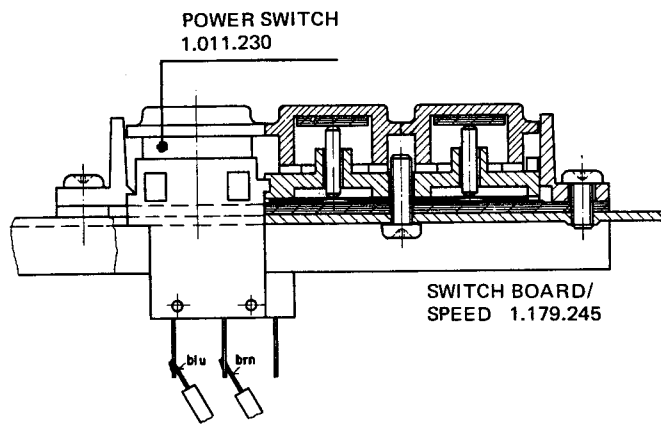 POWER SWITCH
1.011.230
SWITCH BOARD/
SPEED 1.179.245
blu
brn